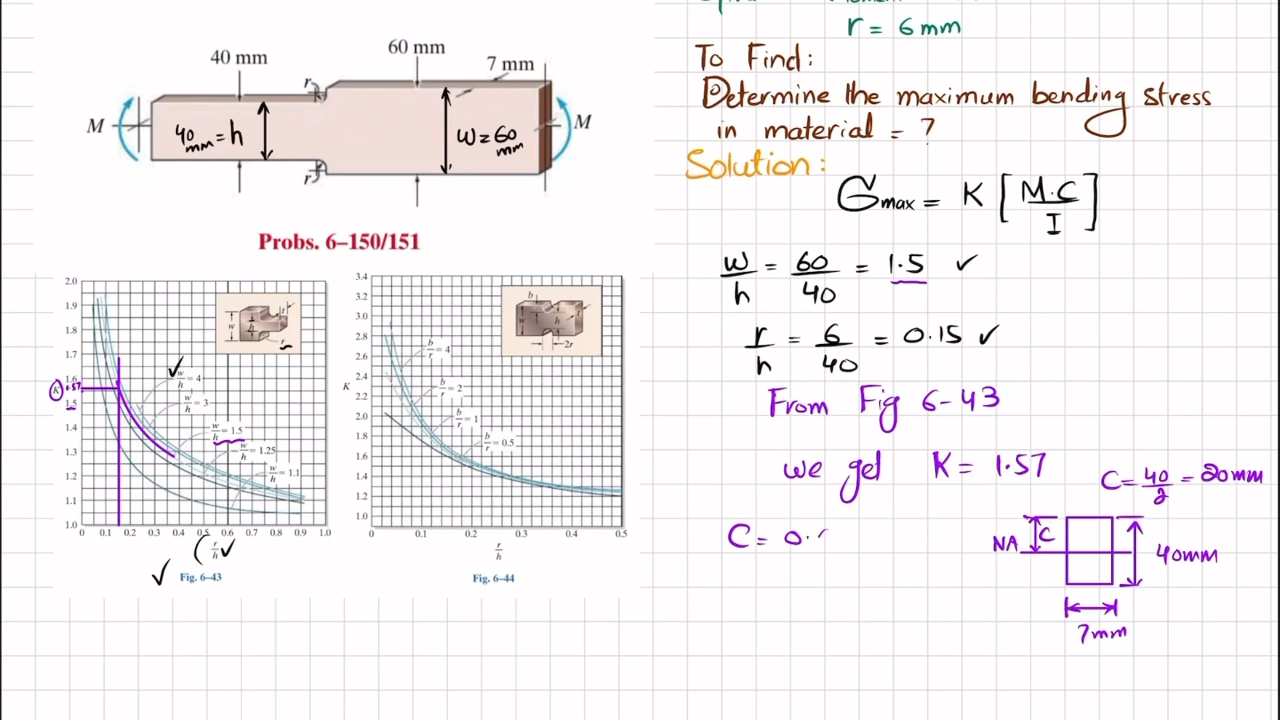 r = 6mm
To Find:
Determine the maximum bending stress
in material = ?
Solution:
σmax = K [M.C / I]
w/h = 60/40 = 1.5 ✓
r/h = 6/40 = 0.15 ✓
From Fig 6-43
we get K = 1.57
C = 40/2 = 20mm
C = 0.0
NA
C
40mm
7mm
40 mm
60 mm
7 mm
r
M
40 mm = h
w = 60 mm
M
r
Probs. 6–150/151
2.0
1.9
1.8
1.7
1.6
K 1.57
1.5
1.4
1.3
1.2
1.1
1.0
0 0.1 0.2 0.3 0.4 0.5 0.6 0.7 0.8 0.9 1.0
w
h
t
r
w/h = 4
w/h = 3
w/h = 1.5
w/h = 1.25
w/h = 1.1
r/h
Fig. 6–43
3.4
3.2
3.0
2.8
2.6
2.4
K
2.2
2.0
1.8
1.6
1.4
1.2
1.0
0 0.1 0.2 0.3 0.4 0.5
b
t
w
h
2r
b/r = 4
b/r = 2
b/r = 1
b/r = 0.5
r/h
Fig. 6–44